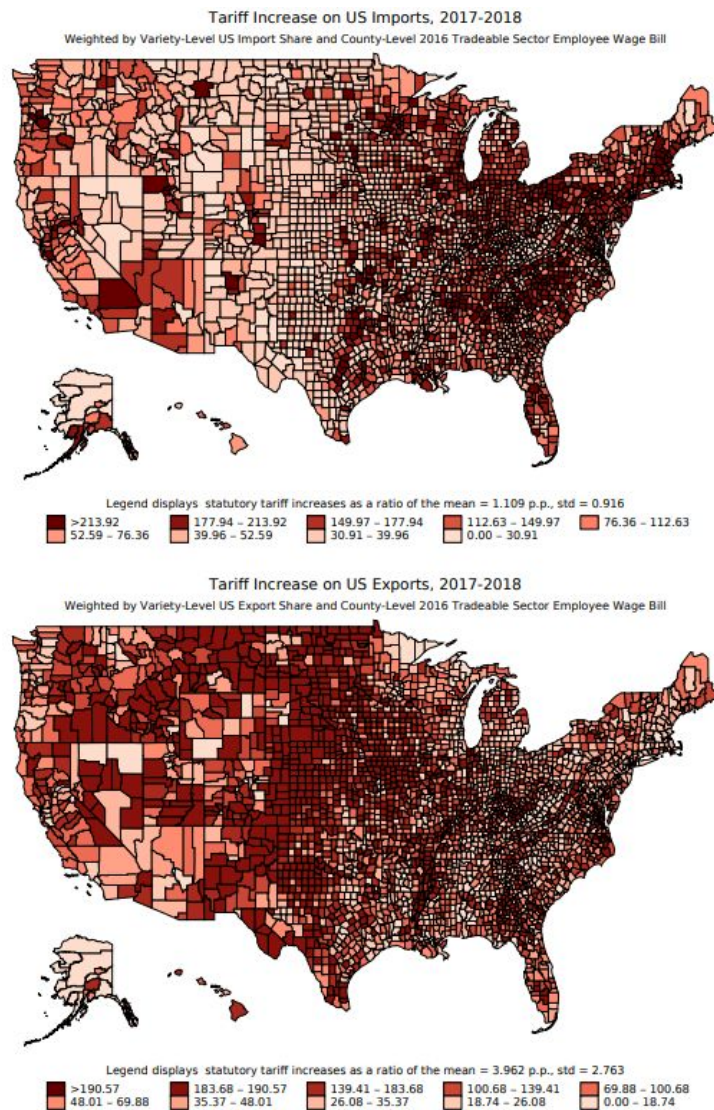 Tariff Increase on US Imports, 2017-2018
Weighted by Variety-Level US Import Share and County-Level 2016 Tradeable Sector Employee Wage Bill
Legend displays statutory tariff increases as a ratio of the mean = 1.109 p.p., std = 0.916
>213.92 177.94 – 213.92 149.97 – 177.94 112.63 – 149.97 76.36 – 112.63
52.59 – 76.36 39.96 – 52.59 30.91 – 39.96 0.00 – 30.91
Tariff Increase on US Exports, 2017-2018
Weighted by Variety-Level US Export Share and County-Level 2016 Tradeable Sector Employee Wage Bill
Legend displays statutory tariff increases as a ratio of the mean = 3.962 p.p., std = 2.763
>190.57 183.68 – 190.57 139.41 – 183.68 100.68 – 139.41 69.88 – 100.68
48.01 – 69.88 35.37 – 48.01 26.08 – 35.37 18.74 – 26.08 0.00 – 18.74